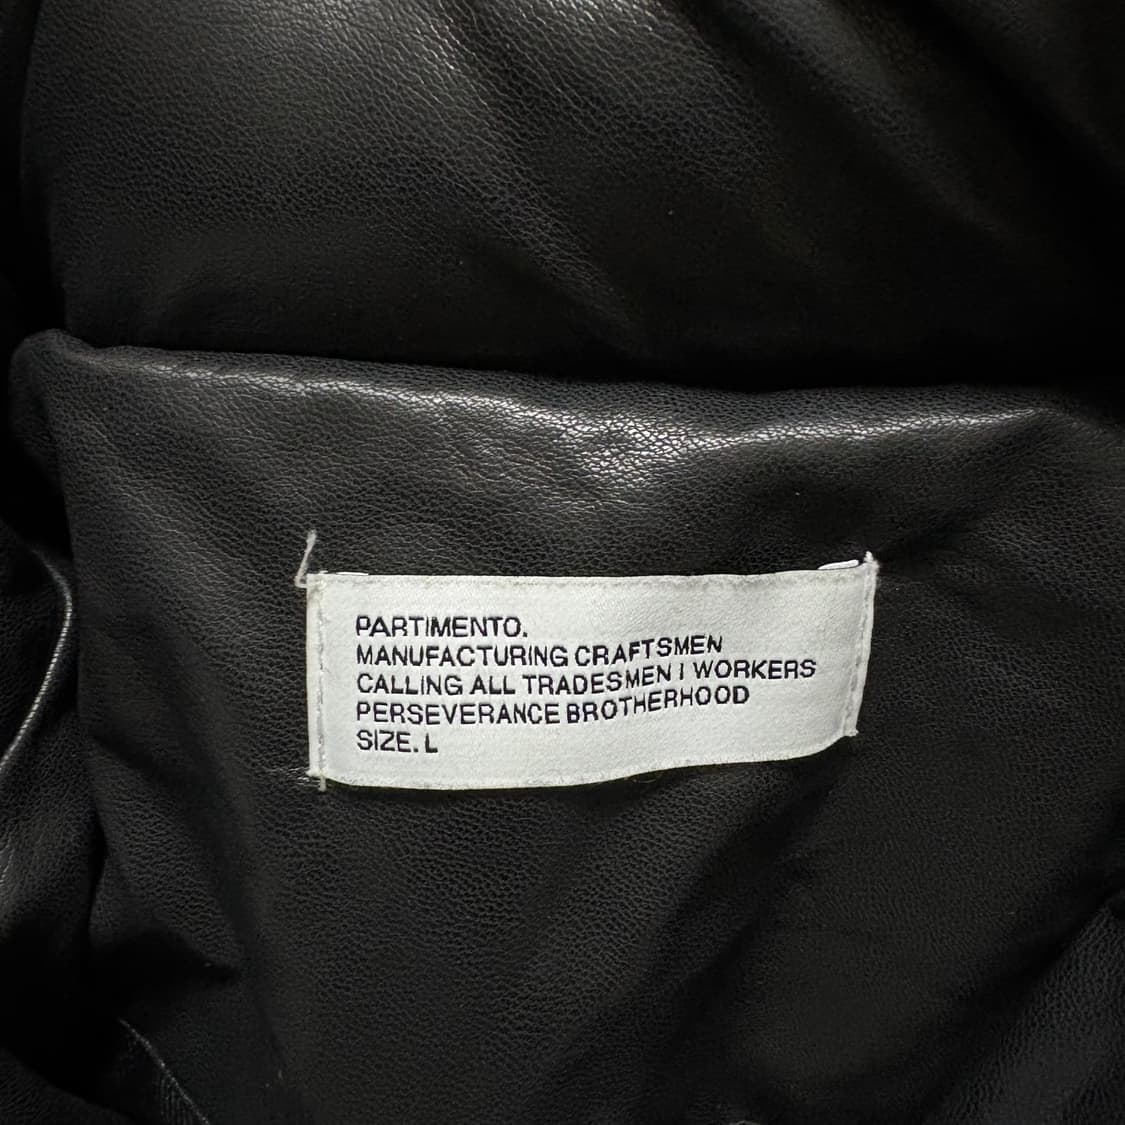 PARTIMENTO.
MANUFACTURING CRAFTSMEN
CALLING ALL TRADESMEN I WORKERS
PERSEVERANCE BROTHERHOOD
SIZE. L